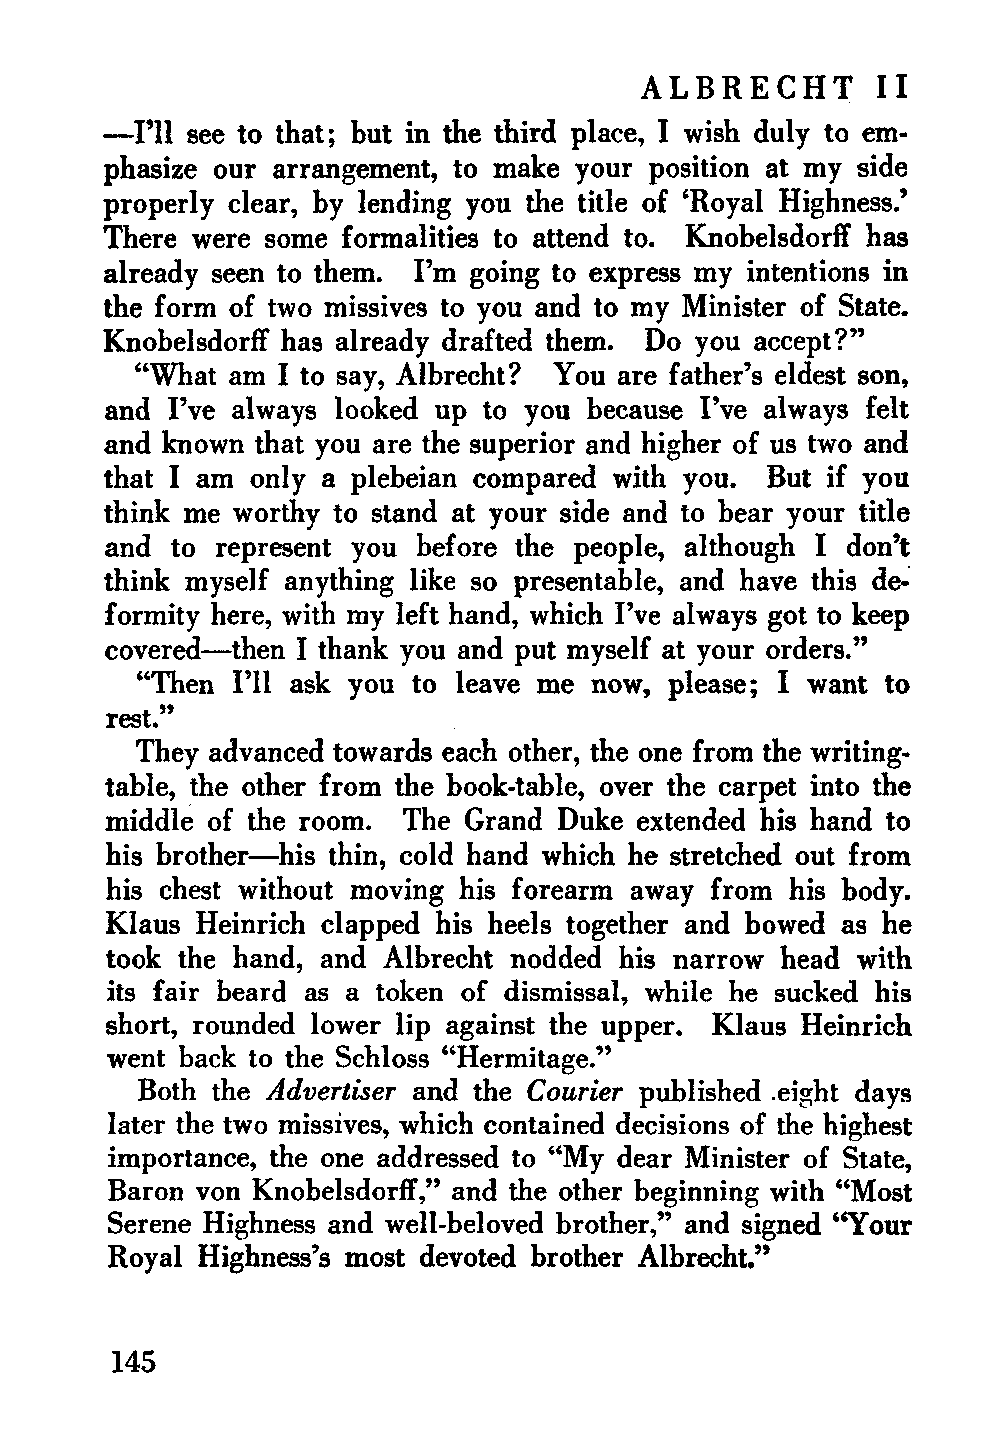 ALBRECHT II
—I'll see to that; but in the third place, I wish duly to em-
phasize our arrangement, to make your position at my side
properly clear, by lending you the title of ‘Royal Highness.’
There were some formalities to attend to. Knobelsdorff has
already seen to them. I'm going to express my intentions in
the form of two missives to you and to my Minister of State.
Knobelsdorff has already drafted them. Do you accept?”
“What am I to say, Albrecht? You are father's eldest son,
and I've always looked up to you because I've always felt
and known that you are the superior and higher of us two and
that I am only a plebeian compared with you. But if you
think me worthy to stand at your side and to bear your title
and to represent you before the people, although I don't
think myself anything like so presentable, and have this de-
formity here, with my left hand, which I've always got to keep
covered—then I thank you and put myself at your orders.”
“Then I'll ask you to leave me now, please; I want to
rest.”
They advanced towards each other, the one from the writing-
table, the other from the book-table, over the carpet into the
middle of the room. The Grand Duke extended his hand to
his brother—his thin, cold hand which he stretched out from
his chest without moving his forearm away from his body.
Klaus Heinrich clapped his heels together and bowed as he
took the hand, and Albrecht nodded his narrow head with
its fair beard as a token of dismissal, while he sucked his
short, rounded lower lip against the upper. Klaus Heinrich
went back to the Schloss “Hermitage.”
Both the Advertiser and the Courier published eight days
later the two missives, which contained decisions of the highest
importance, the one addressed to “My dear Minister of State,
Baron von Knobelsdorff,” and the other beginning with “Most
Serene Highness and well-beloved brother,” and signed “Your
Royal Highness's most devoted brother Albrecht.”
145